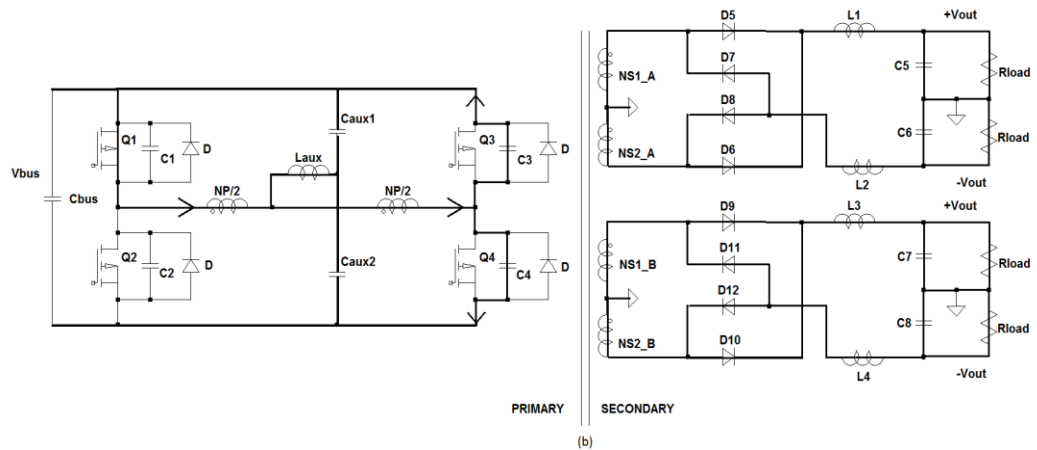 Vbus
Cbus
Q1
C1
D
Q2
C2
D
NP/2
Laux
Caux1
Caux2
NP/2
Q3
C3
D
Q4
C4
D
PRIMARY
SECONDARY
NS1_A
NS2_A
D5
D7
D8
D6
L1
L2
C5
C6
+Vout
Rload
Rload
-Vout
NS1_B
NS2_B
D9
D11
D12
D10
L3
L4
C7
C8
+Vout
Rload
Rload
-Vout
(b)